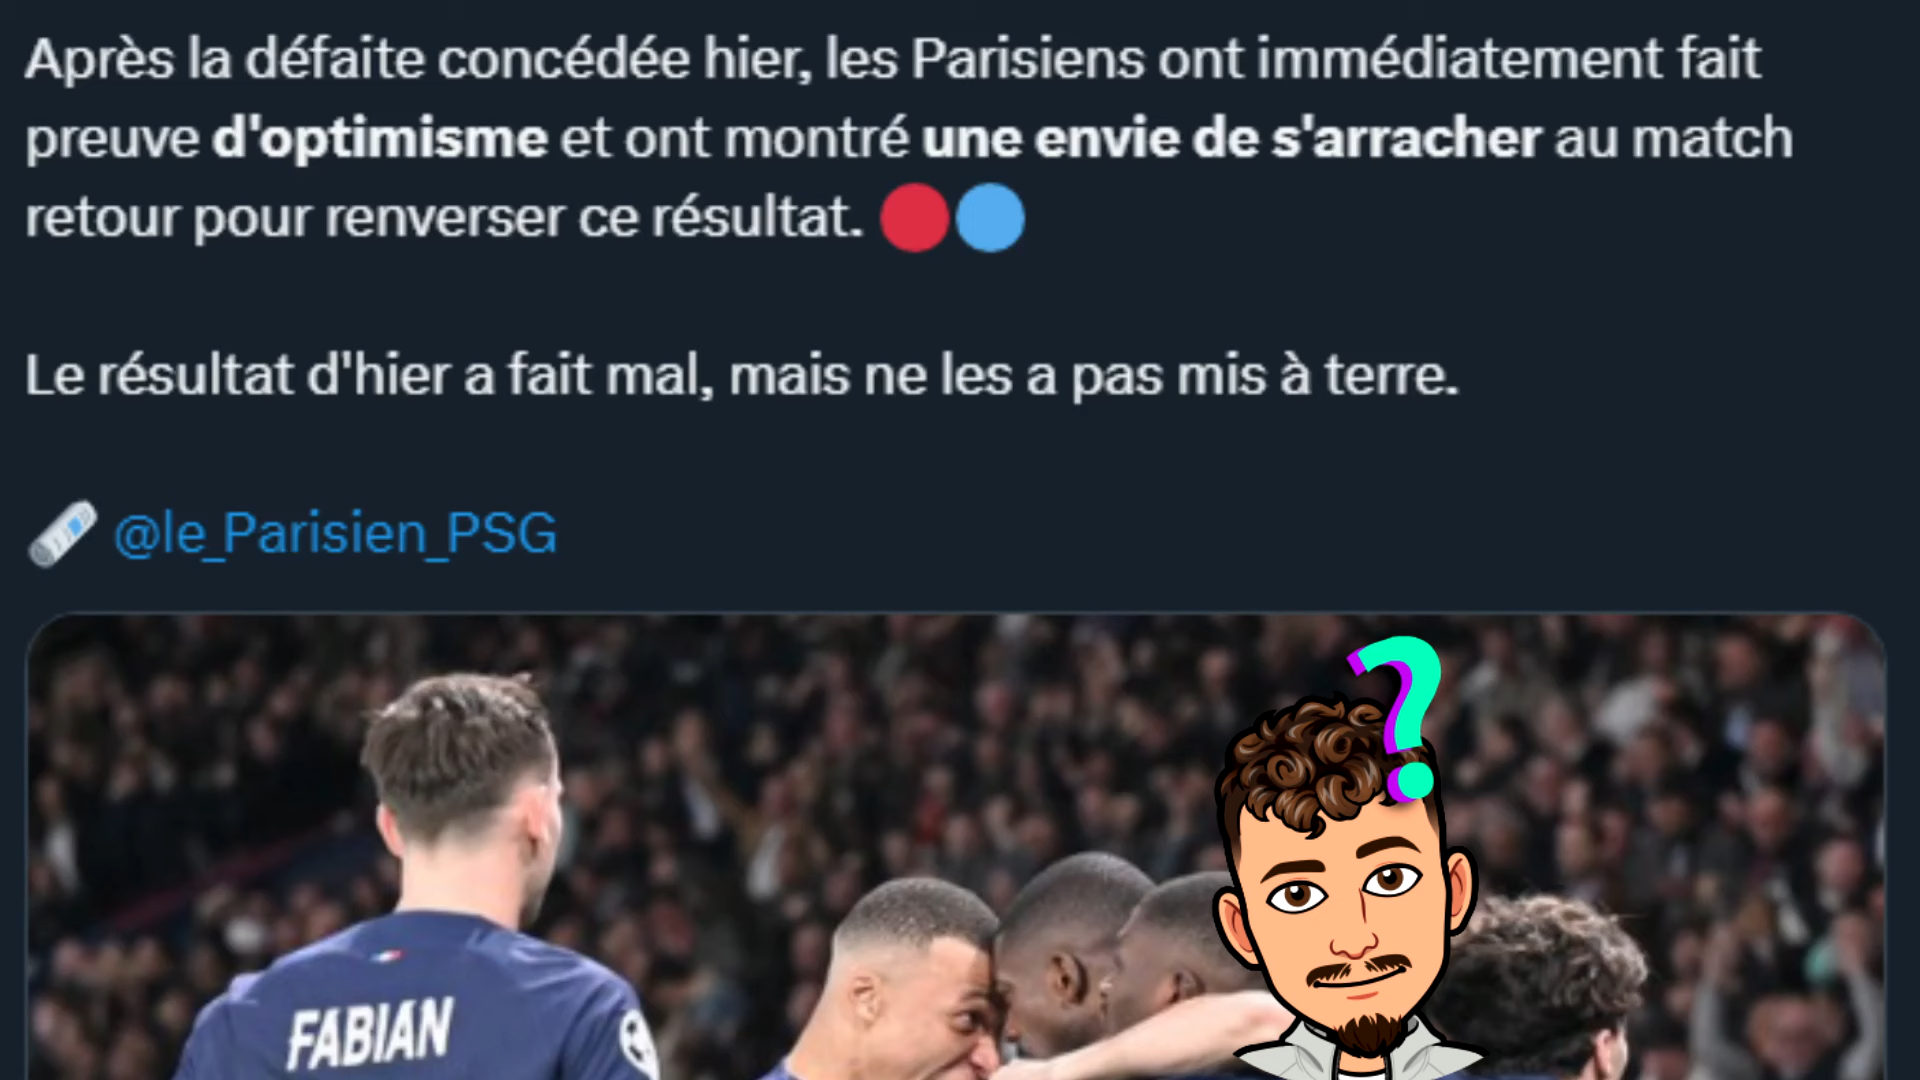 Après la défaite concédée hier, les Parisiens ont immédiatement fait
preuve d'optimisme et ont montré une envie de s'arracher au match
retour pour renverser ce résultat. 🔴🔵
Le résultat d'hier a fait mal, mais ne les a pas mis à terre.
🗞️ @le_Parisien_PSG
?
FABIAN